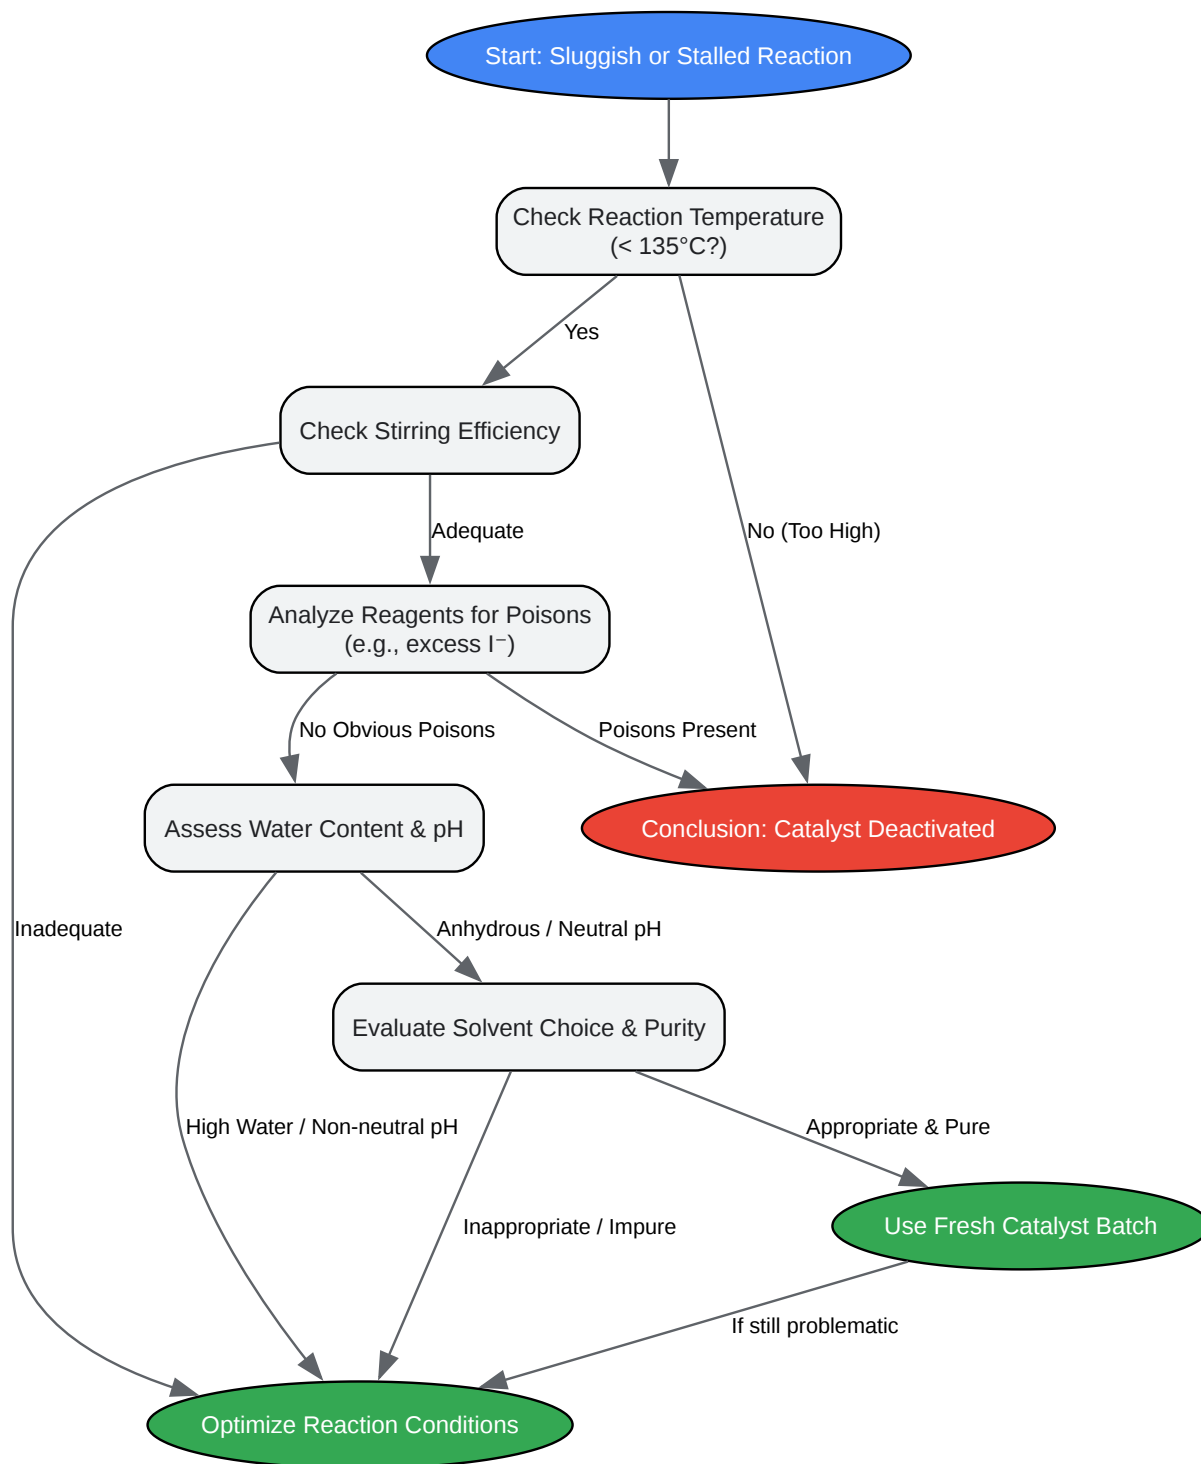 Start: Sluggish or Stalled Reaction
Check Reaction Temperature
(< 135°C?)
Yes
Check Stirring Efficiency
Adequate
No (Too High)
Analyze Reagents for Poisons
(e.g., excess I⁻)
No Obvious Poisons
Poisons Present
Assess Water Content & pH
Conclusion: Catalyst Deactivated
Inadequate
Anhydrous / Neutral pH
Evaluate Solvent Choice & Purity
High Water / Non-neutral pH
Appropriate & Pure
Inappropriate / Impure
Use Fresh Catalyst Batch
If still problematic
Optimize Reaction Conditions